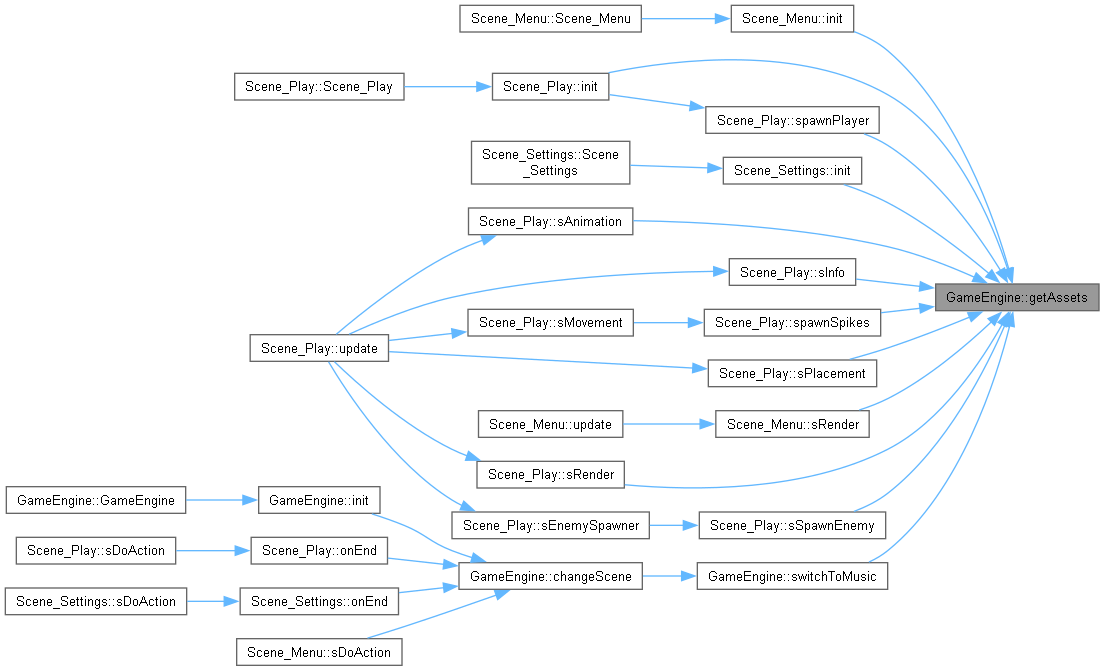 Scene_Menu::Scene_Menu
Scene_Menu::init
Scene_Play::Scene_Play
Scene_Play::init
Scene_Play::spawnPlayer
Scene_Settings::Scene
_Settings
Scene_Settings::init
Scene_Play::sAnimation
Scene_Play::sInfo
GameEngine::getAssets
Scene_Play::sMovement
Scene_Play::spawnSpikes
Scene_Play::update
Scene_Play::sPlacement
Scene_Menu::update
Scene_Menu::sRender
Scene_Play::sRender
GameEngine::GameEngine
GameEngine::init
Scene_Play::sEnemySpawner
Scene_Play::sSpawnEnemy
Scene_Play::sDoAction
Scene_Play::onEnd
GameEngine::changeScene
GameEngine::switchToMusic
Scene_Settings::sDoAction
Scene_Settings::onEnd
Scene_Menu::sDoAction